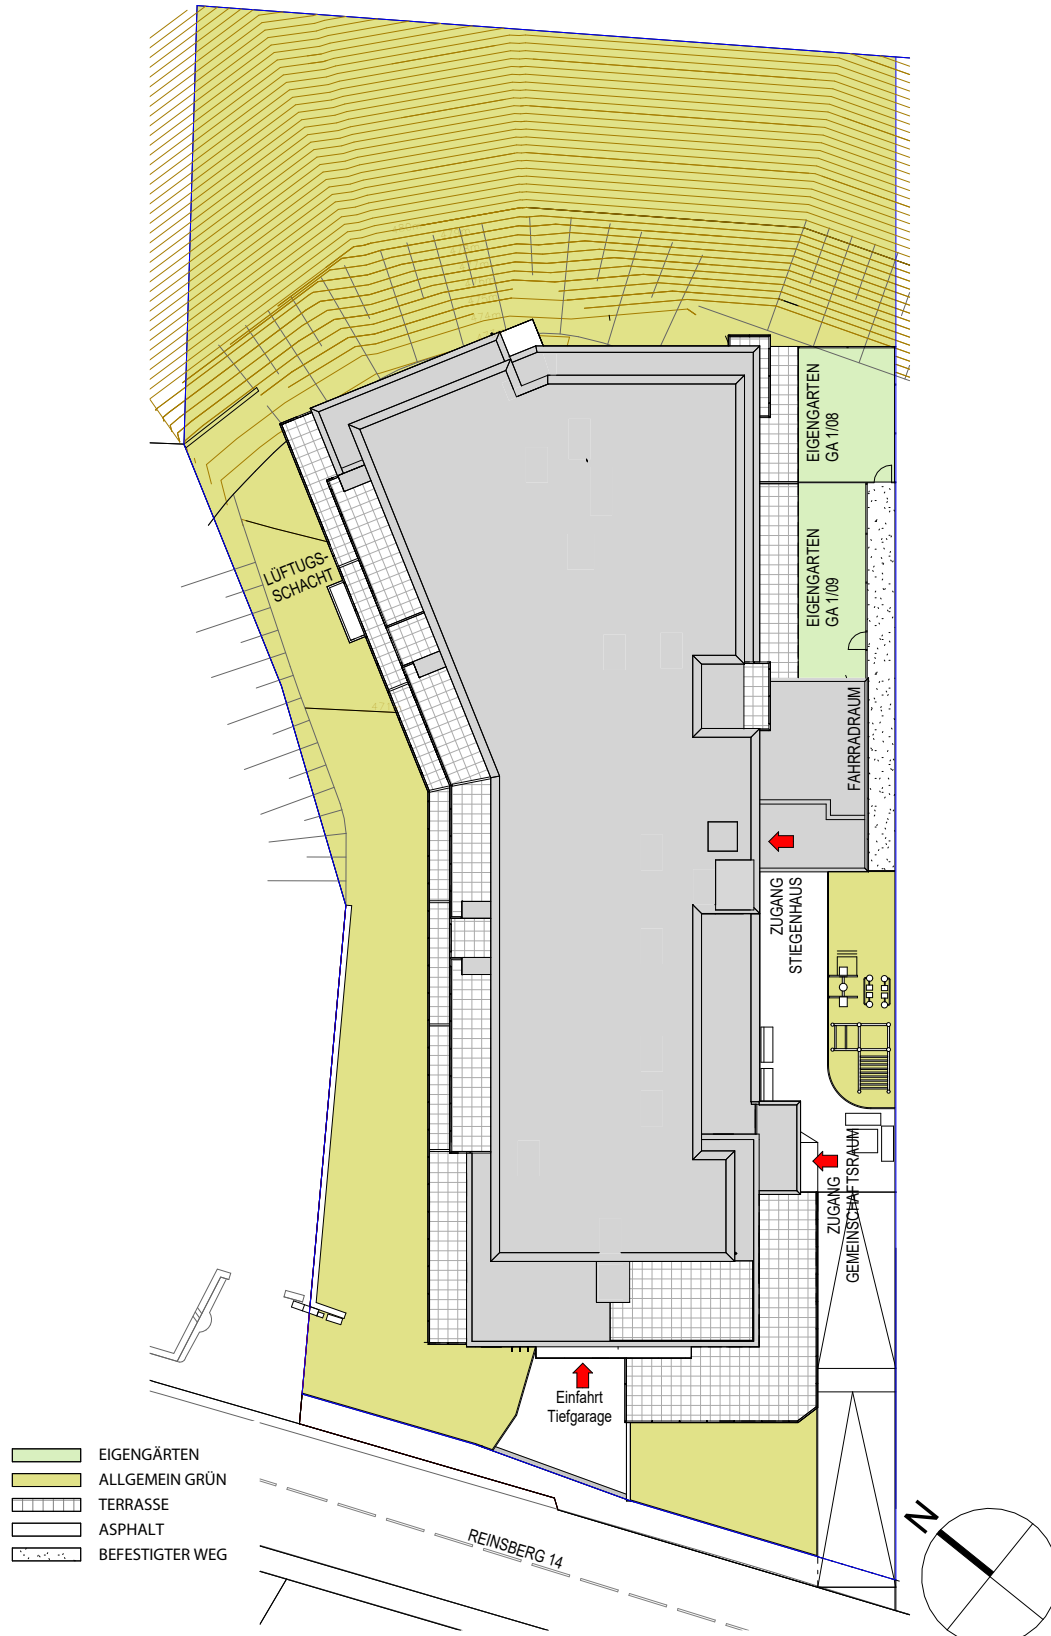 EIGENGARTEN
GA 1/08
EIGENGARTEN
GA 1/09
LÜFTUGS-
SCHACHT
FAHRRADRAUM
ZUGANG
STIEGENHAUS
ZUGANG
GEMEINSCHAFTSRAUM
Einfahrt
Tiefgarage
EIGENGÄRTEN
ALLGEMEIN GRÜN
TERRASSE
ASPHALT
BEFESTIGTER WEG
REINSBERG 14
N